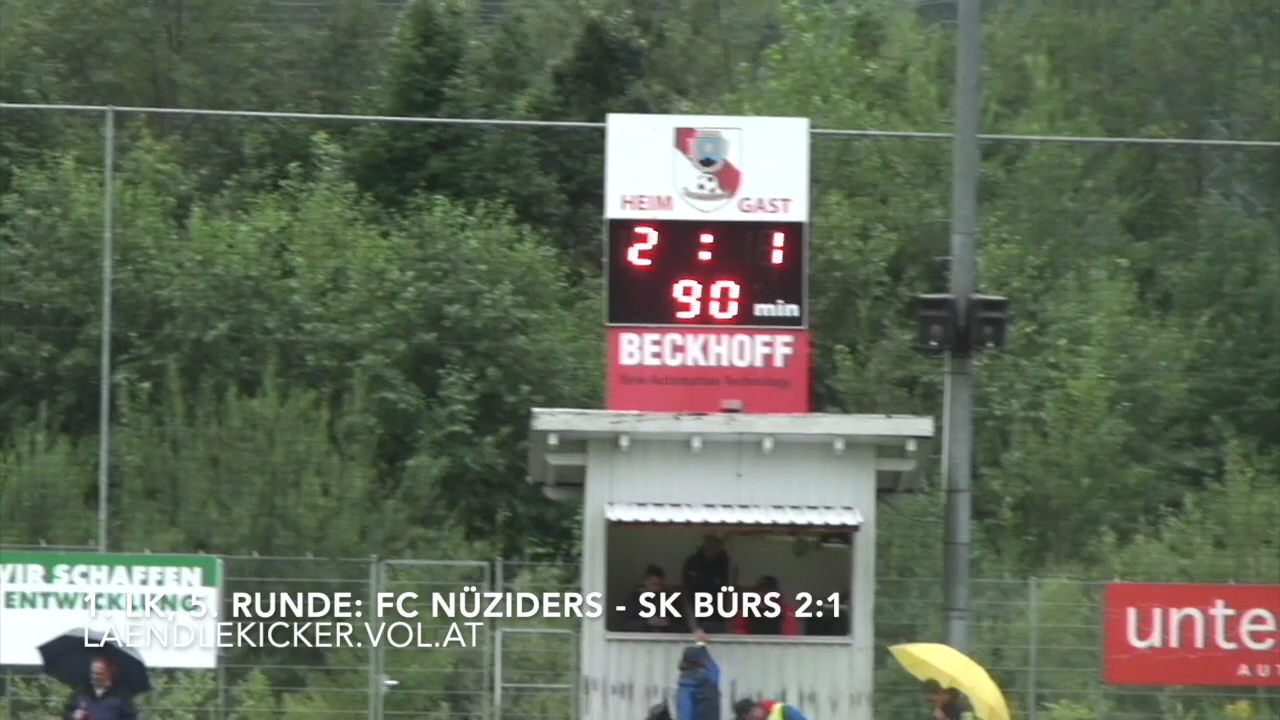 HEIM GAST
2 : 1
90 min
BECKHOFF
New Automation Technology
WIR SCHAFFEN
ENTWICKLUNG
1. LK, 5. RUNDE: FC NÜZIDERS - SK BÜRS 2:1
LAENDLEKICKER.VOL.AT
unte
AUT